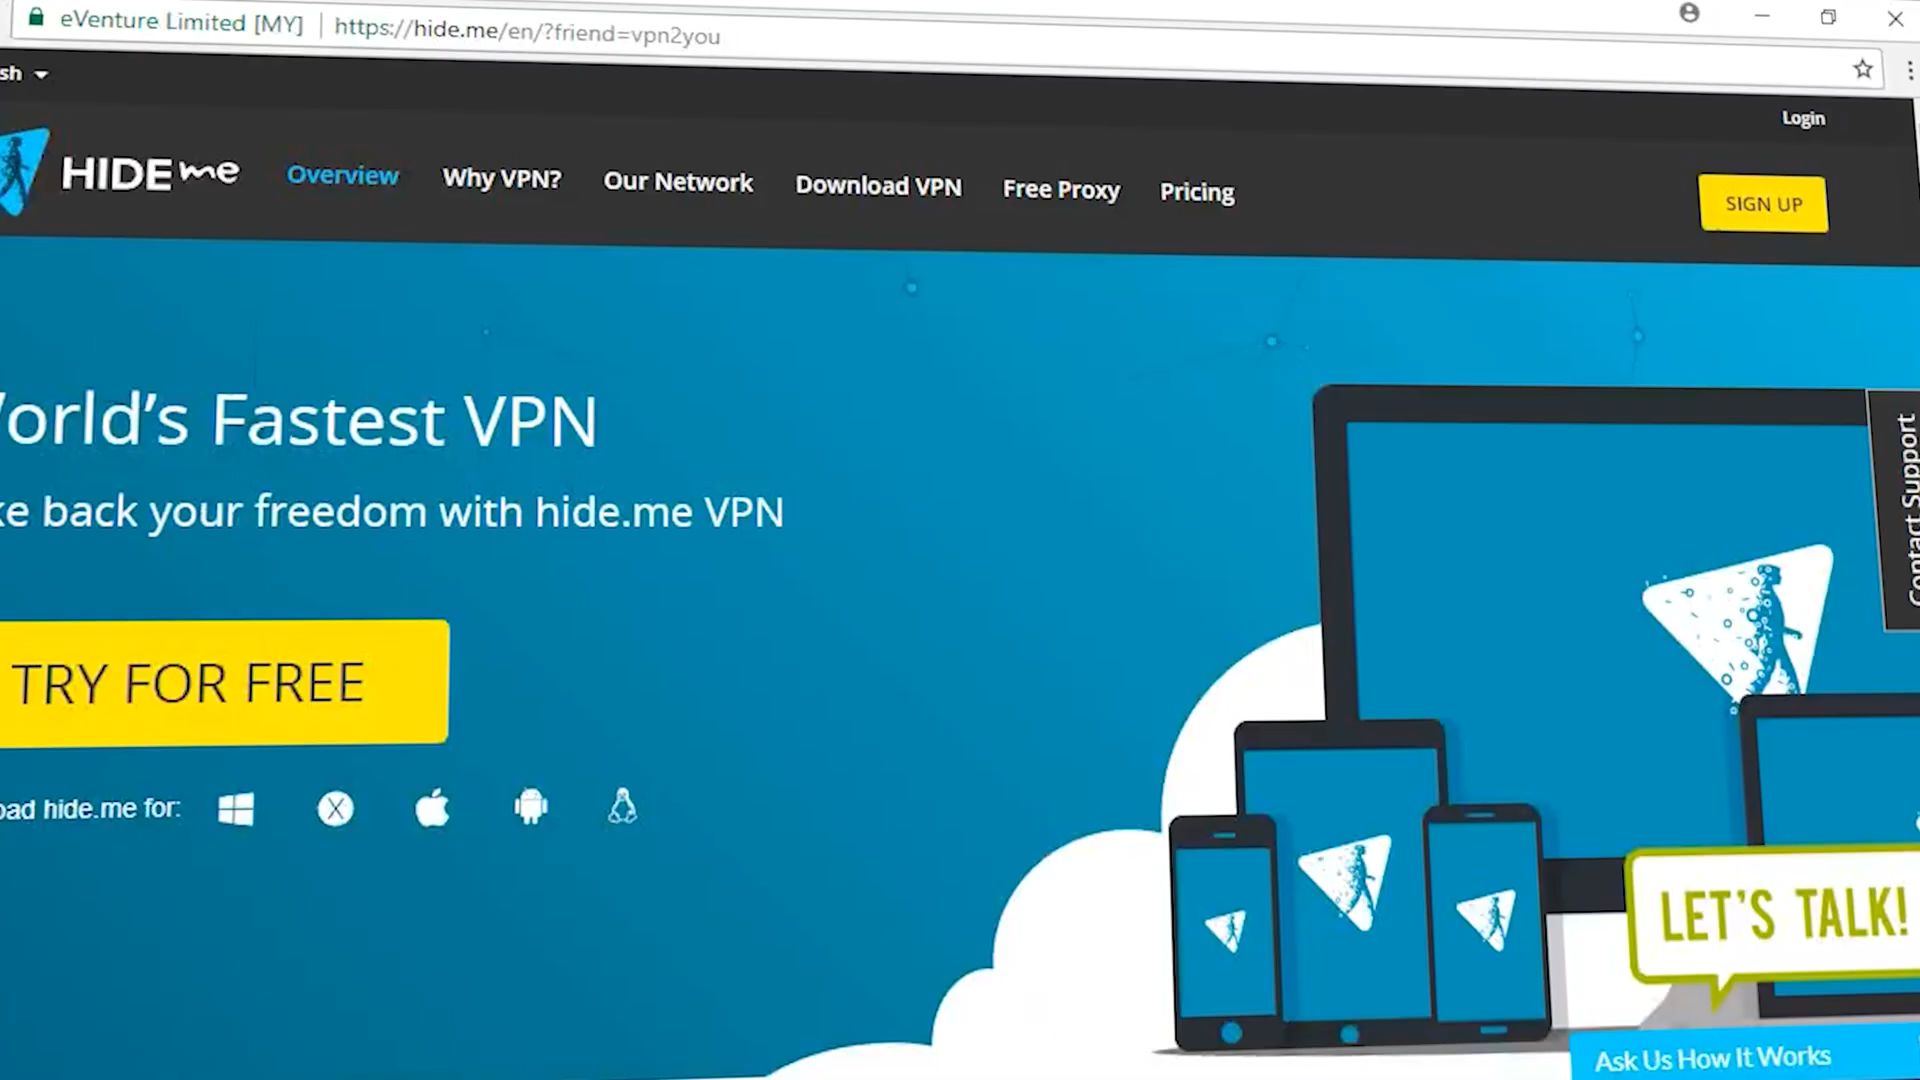 eVenture Limited [MY] https://hide.me/en/?friend=vpn2you
sh
Login
HIDE me Overview Why VPN? Our Network Download VPN Free Proxy Pricing SIGN UP
orld's Fastest VPN
ke back your freedom with hide.me VPN
Contact Support
TRY FOR FREE
oad hide.me for:
LET'S TALK!
Ask Us How It Works